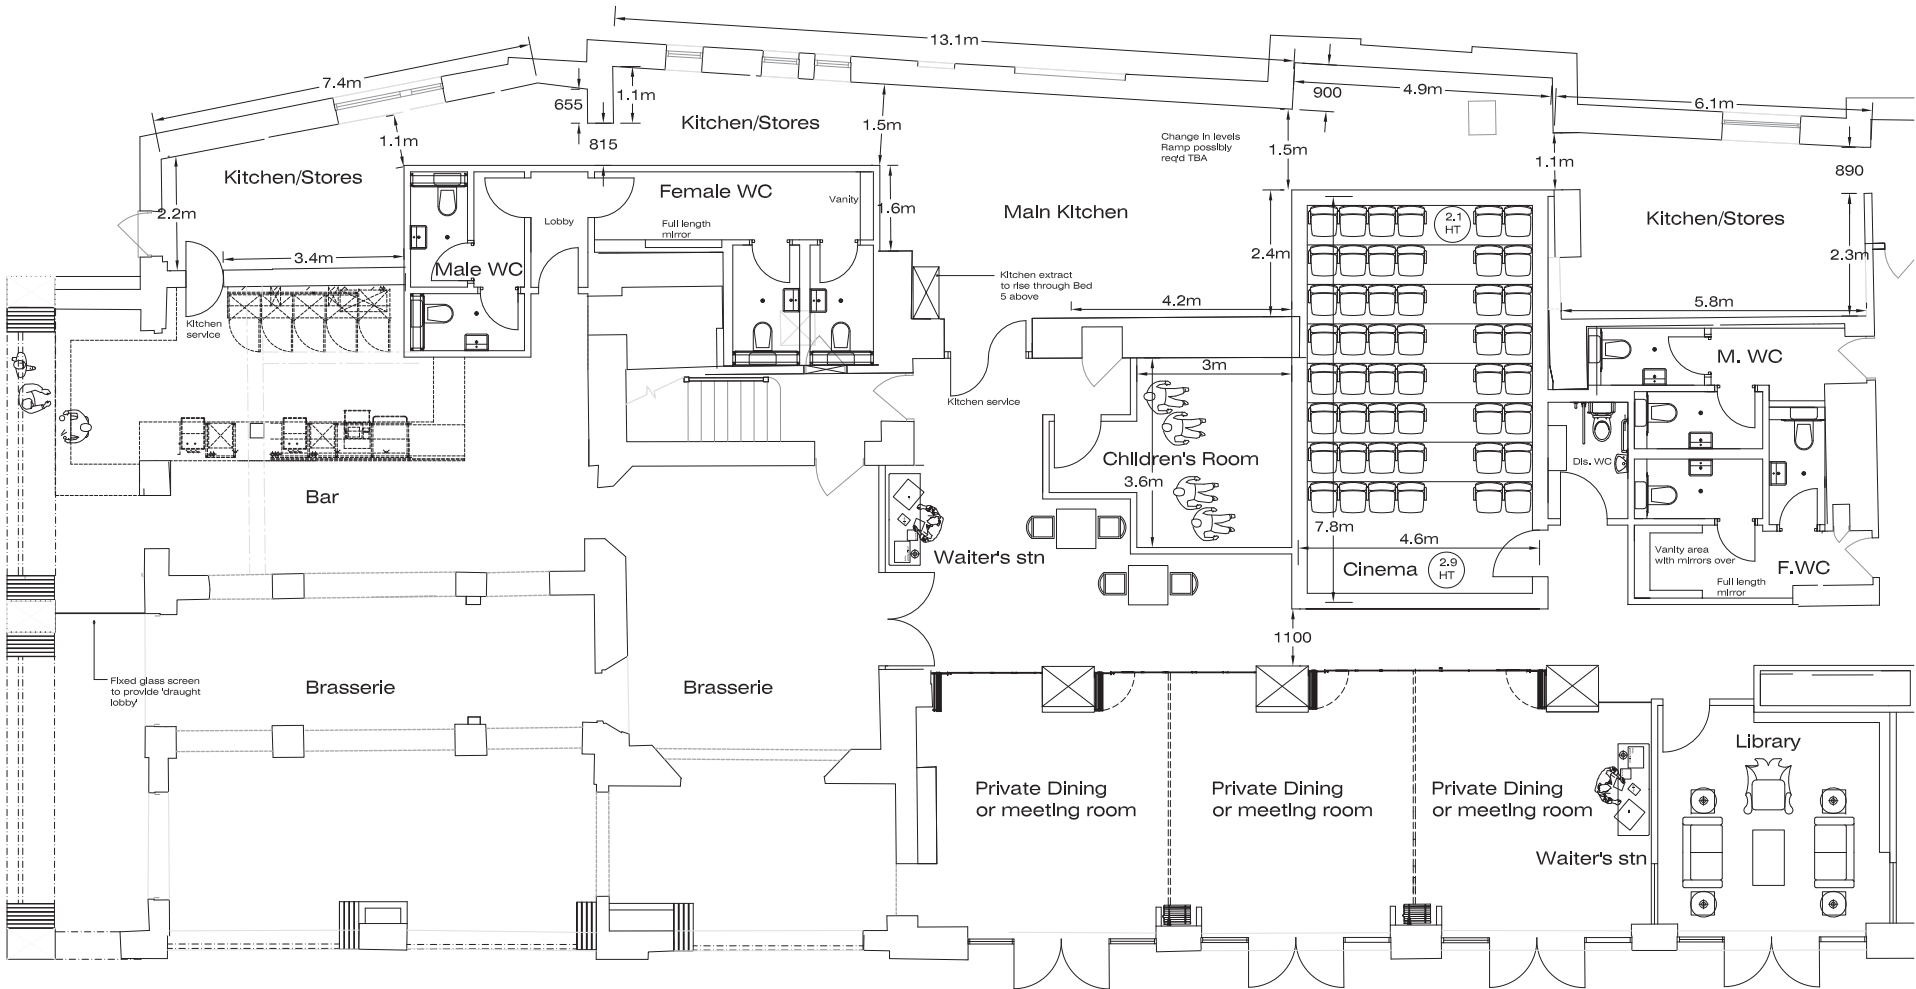 13.1m
7.4m
655
1.1m
900
4.9m
6.1m
Kitchen/Stores
1.5m
1.1m
815
Change in levels
Ramp possibly
req'd TBA
1.5m
1.1m
890
Kitchen/Stores
Female WC
Vanity
Full length
mirror
Lobby
1.6m
Main Kitchen
2.1
HT
Kitchen/Stores
2.2m
3.4m
Male WC
2.4m
2.3m
Kitchen extract
to rise through Bed
5 above
4.2m
5.8m
Kitchen
service
3m
M. WC
Kitchen service
Children's Room
3.6m
Dis. WC
Bar
7.8m
4.6m
Waiter's stn
Cinema
2.9
HT
Vanity area
with mirrors over
F.WC
Full length
mirror
1100
Fixed glass screen
to provide 'draught
lobby'
Brasserie
Brasserie
Library
Private Dining
or meeting room
Private Dining
or meeting room
Private Dining
or meeting room
Waiter's stn